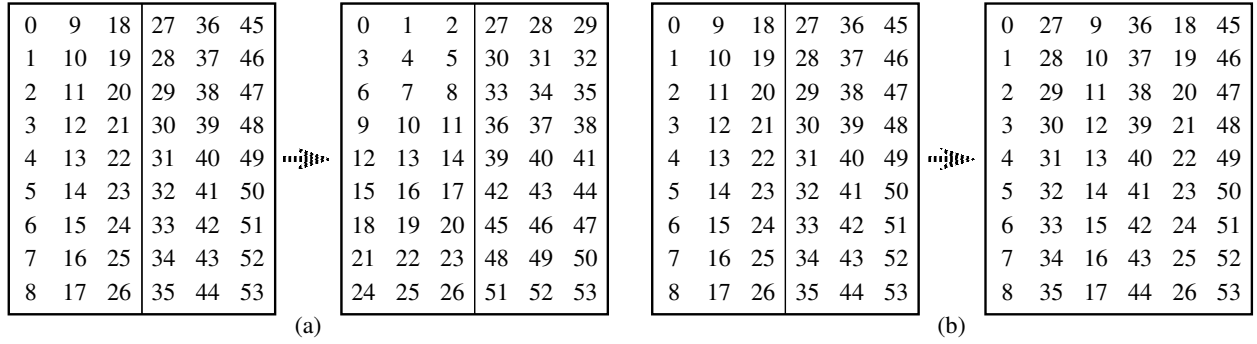 0 9 18 27 36 45 0 1 2 27 28 29 0 9 18 27 36 45 0 27 9 36 18 45
1 10 19 28 37 46 3 4 5 30 31 32 1 10 19 28 37 46 1 28 10 37 19 46
2 11 20 29 38 47 6 7 8 33 34 35 2 11 20 29 38 47 2 29 11 38 20 47
3 12 21 30 39 48 9 10 11 36 37 38 3 12 21 30 39 48 3 30 12 39 21 48
4 13 22 31 40 49 12 13 14 39 40 41 4 13 22 31 40 49 4 31 13 40 22 49
5 14 23 32 41 50 15 16 17 42 43 44 5 14 23 32 41 50 5 32 14 41 23 50
6 15 24 33 42 51 18 19 20 45 46 47 6 15 24 33 42 51 6 33 15 42 24 51
7 16 25 34 43 52 21 22 23 48 49 50 7 16 25 34 43 52 7 34 16 43 25 52
8 17 26 35 44 53 24 25 26 51 52 53 8 17 26 35 44 53 8 35 17 44 26 53
(a) (b)